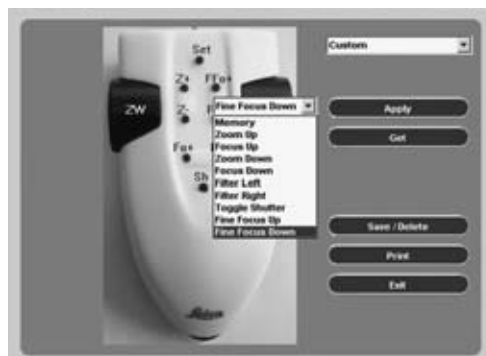 Custom
Set
Z+ FFo+
ZW
Fine Focus Down
Z-
Memory
Zoom Up
Focus Up
Zoom Down
Focus Down
Filter Left
Filter Right
Toggle Shutter
Fine Focus Up
Fine Focus Down
Fo+
Sh
Leica
Apply
Get
Save / Delete
Print
Exit